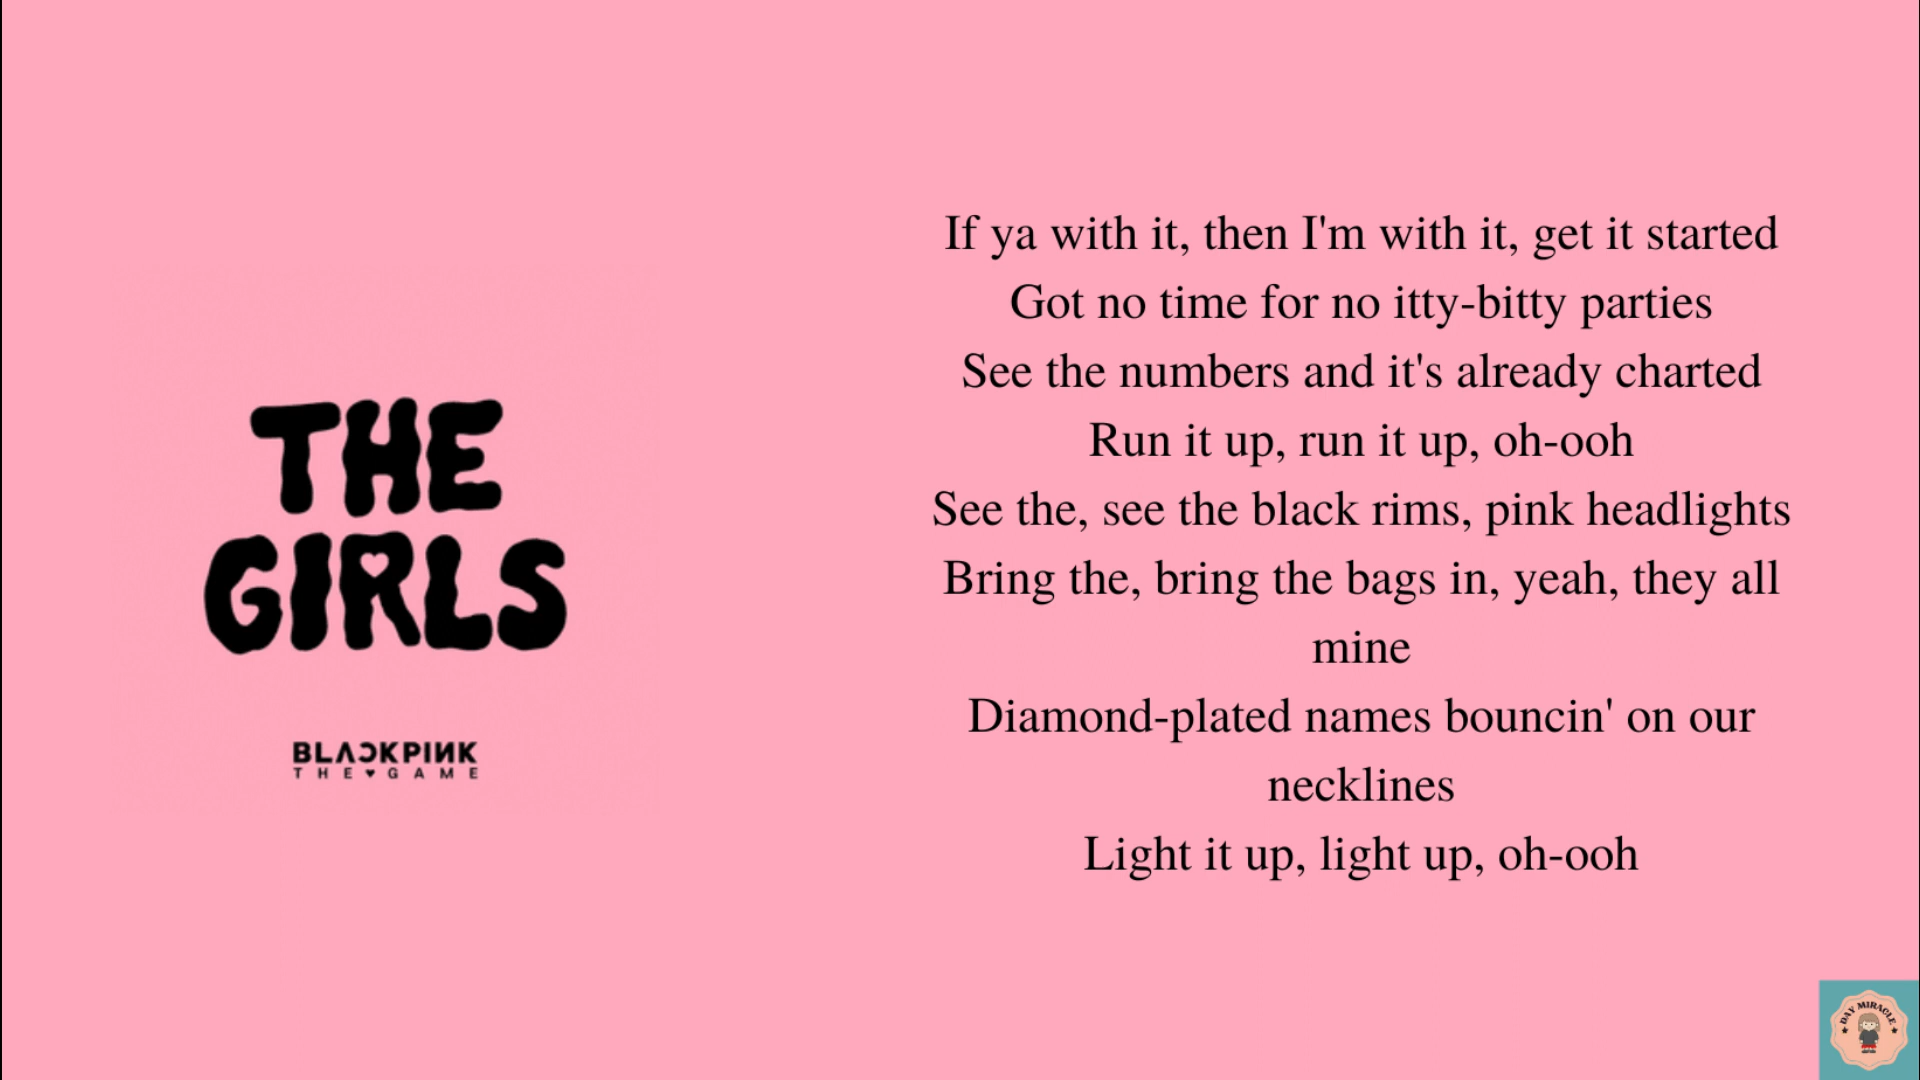 THE
GIRLS
BLACKPINK
THE GAME
If ya with it, then I'm with it, get it started
Got no time for no itty-bitty parties
See the numbers and it's already charted
Run it up, run it up, oh-ooh
See the, see the black rims, pink headlights
Bring the, bring the bags in, yeah, they all
mine
Diamond-plated names bouncin' on our
necklines
Light it up, light up, oh-ooh
DAY MIRACLE